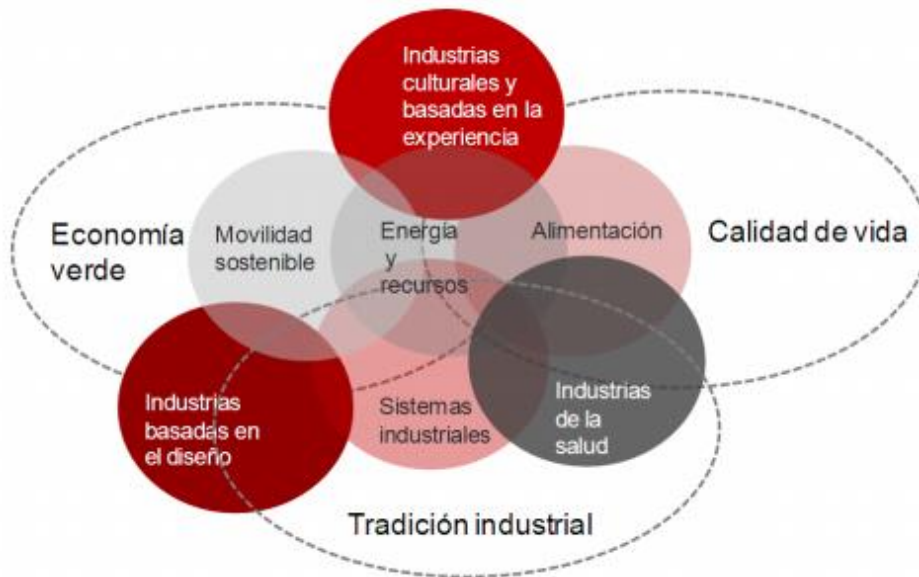 Industrias
culturales y
basadas en la
experiencia
Economía
verde
Movilidad
sostenible
Energía
y
recursos
Alimentación
Calidad de vida
Industrias
basadas en
el diseño
Sistemas
industriales
Industrias
de la
salud
Tradición industrial